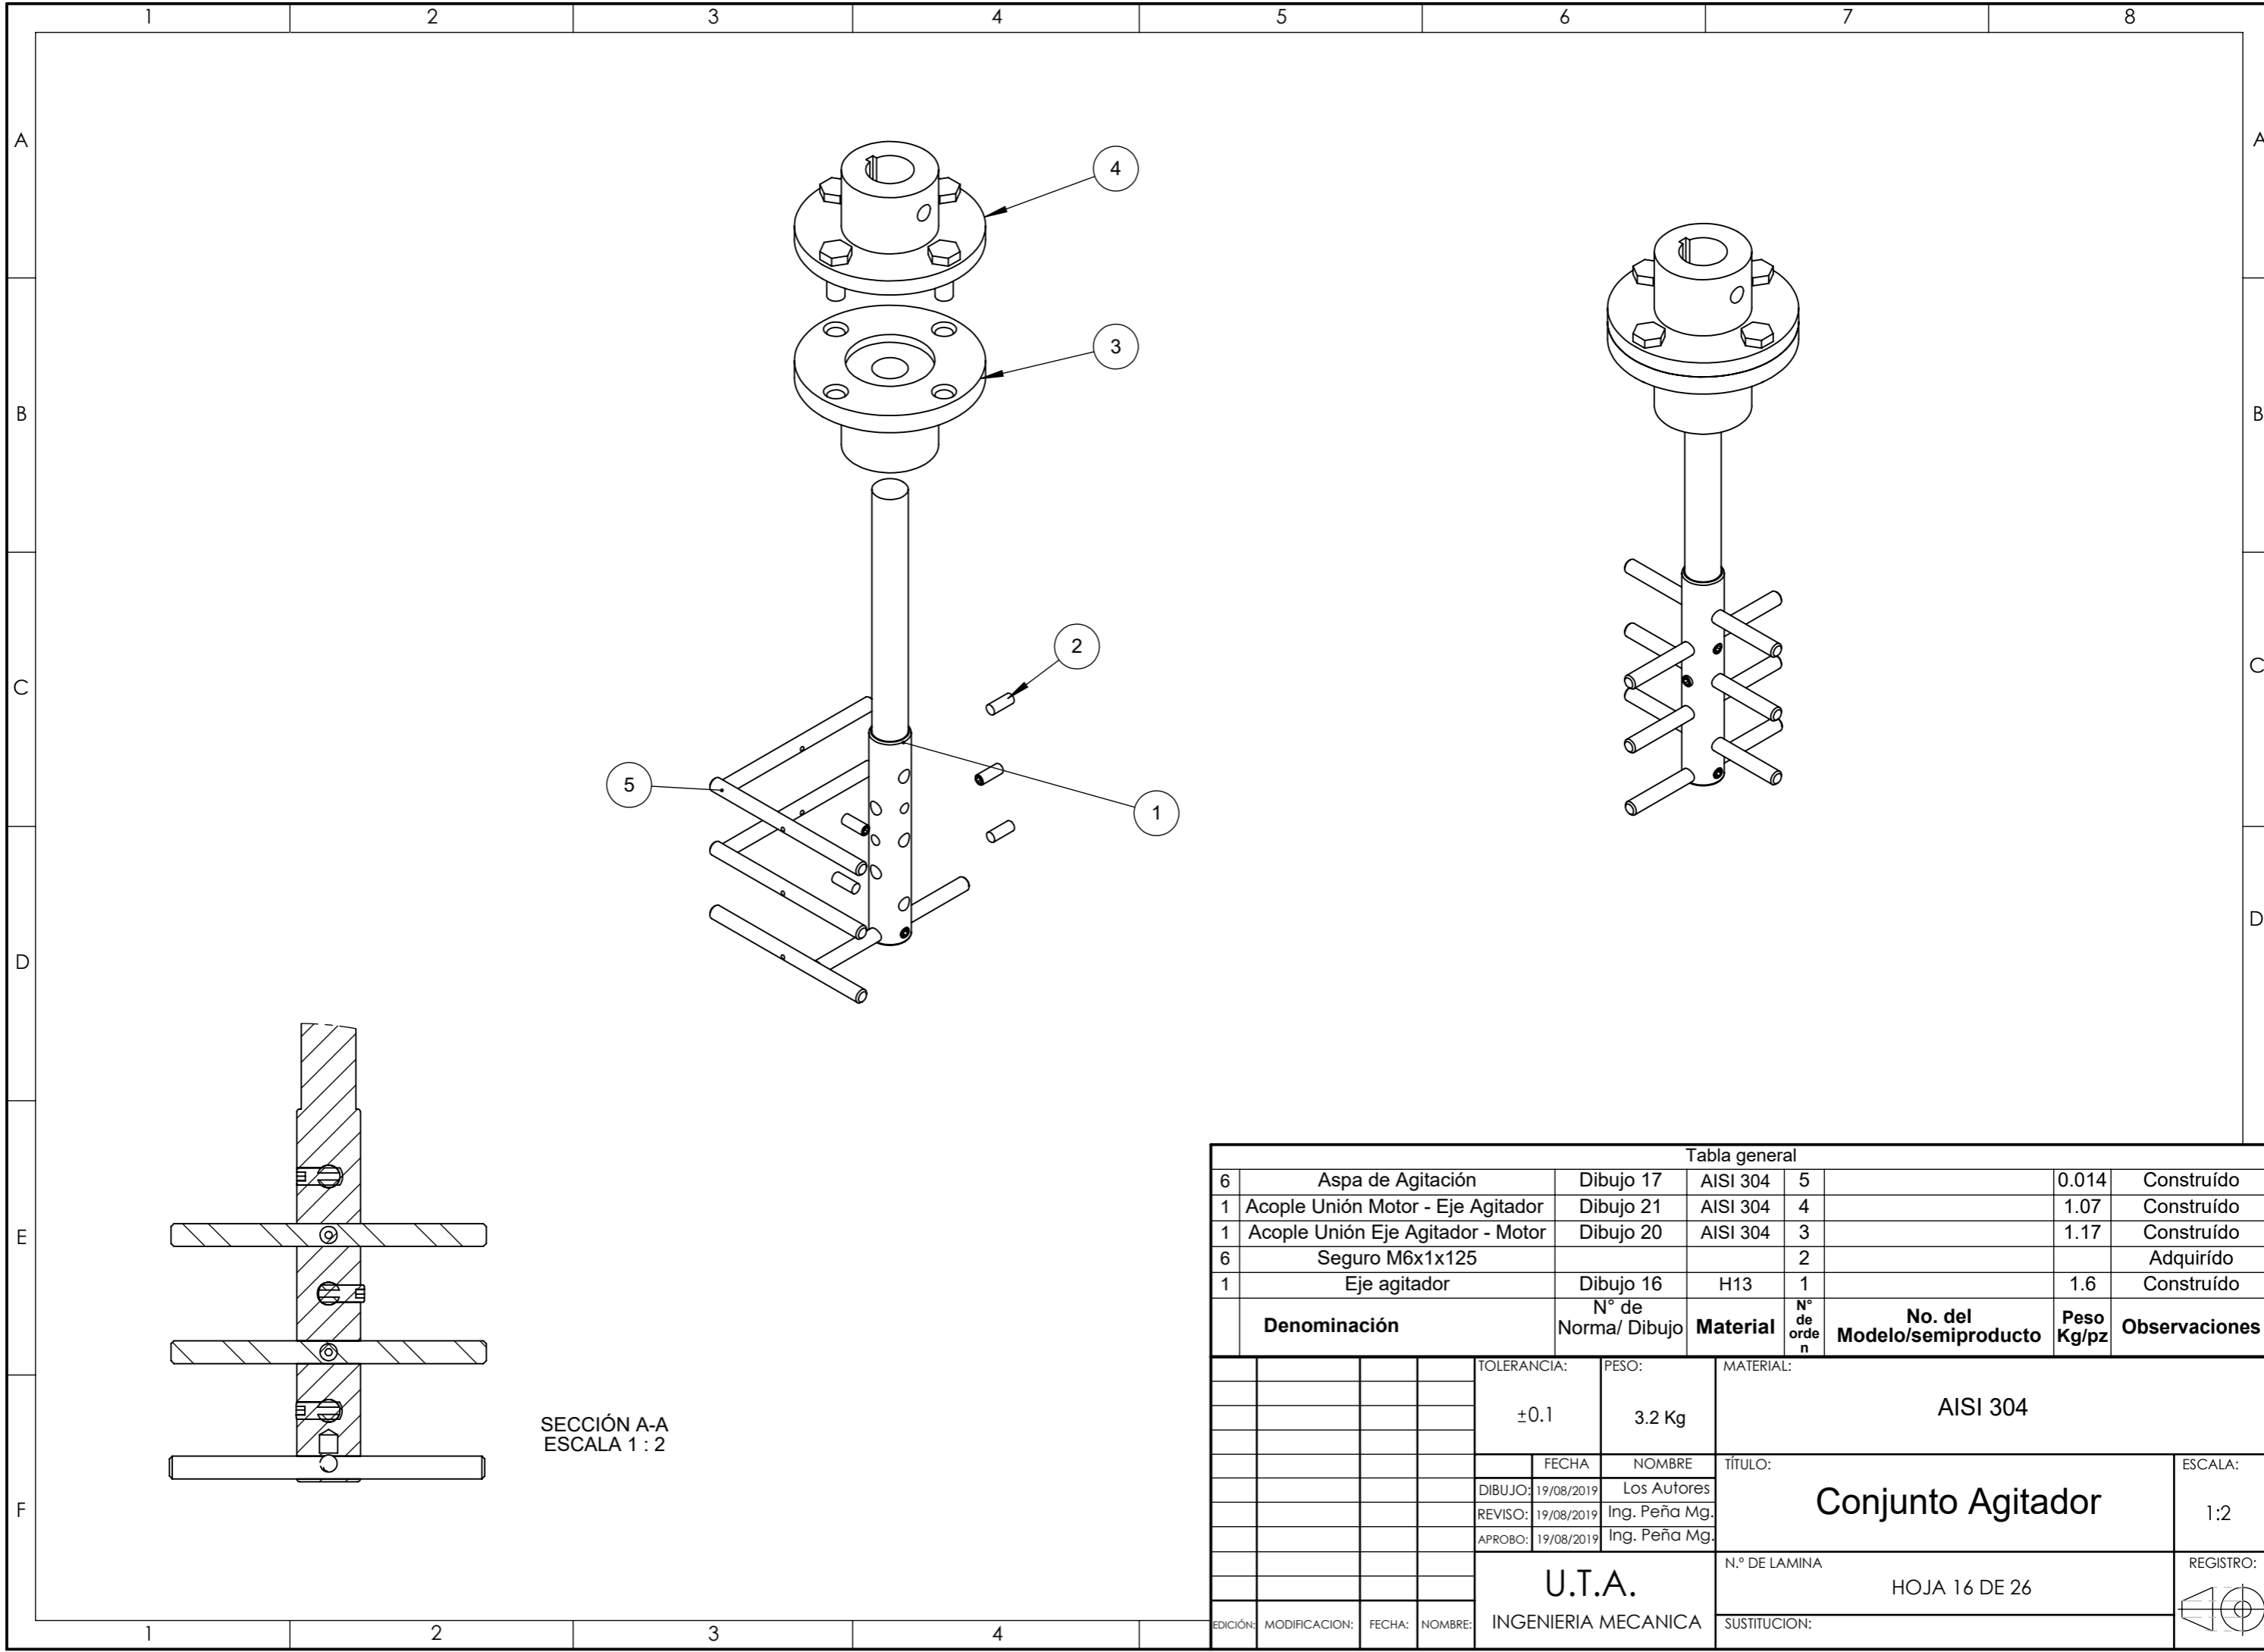 1 2 3 4 5 6 7 8
A A
4
3
B B
2
C C
5
1
D
D
SECCIÓN A-A
ESCALA 1 : 2
E
F
Tabla general
6 Aspa de Agitación Dibujo 17 AISI 304 5 0.014 Construído
1 Acople Unión Motor - Eje Agitador Dibujo 21 AISI 304 4 1.07 Construído
1 Acople Unión Eje Agitador - Motor Dibujo 20 AISI 304 3 1.17 Construído
6 Seguro M6x1x125 2 Adquirído
1 Eje agitador Dibujo 16 H13 1 1.6 Construído
Denominación N° de Norma/ Dibujo Material N° de orde n No. del Modelo/semiproducto Peso Kg/pz Observaciones
TOLERANCIA: PESO: MATERIAL:
±0.1 3.2 Kg AISI 304
FECHA NOMBRE TÍTULO: ESCALA:
DIBUJO: 19/08/2019 Los Autores
REVISO: 19/08/2019 Ing. Peña Mg.
APROBO: 19/08/2019 Ing. Peña Mg.
Conjunto Agitador 1:2
N.º DE LAMINA REGISTRO:
U.T.A. HOJA 16 DE 26
EDICIÓN: MODIFICACION: FECHA: NOMBRE: INGENIERIA MECANICA SUSTITUCION:
1 2 3 4